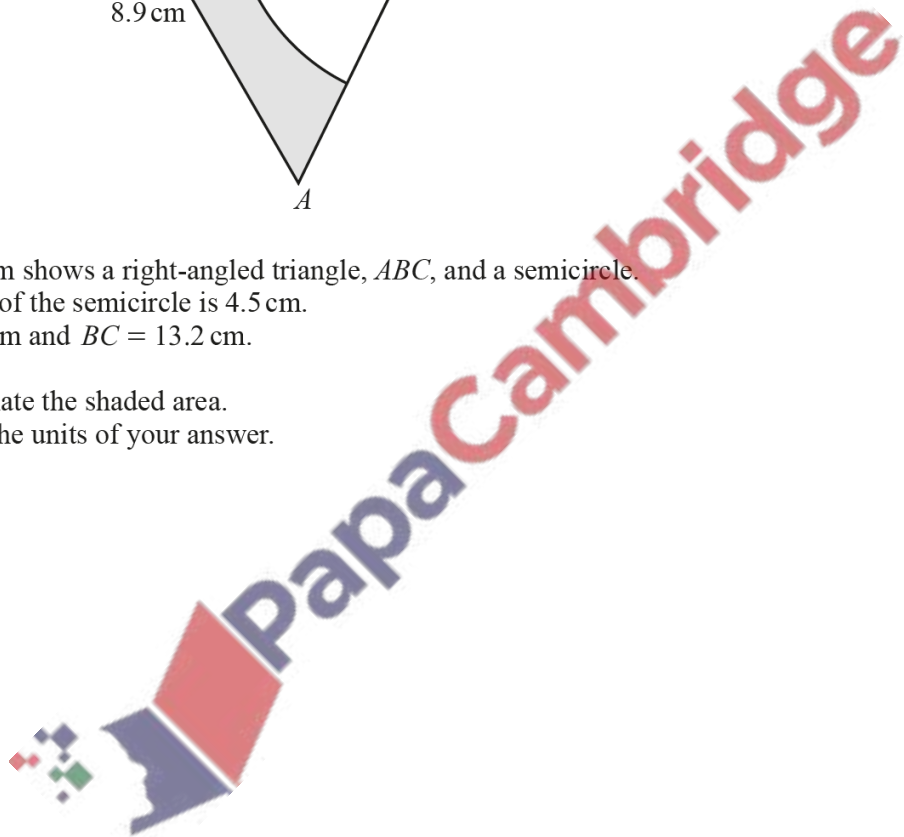 8.9 cm
A
m shows a right-angled triangle, ABC, and a semicircle.
of the semicircle is 4.5 cm.
m and BC = 13.2 cm.
ate the shaded area.
he units of your answer.
PapaCambridge